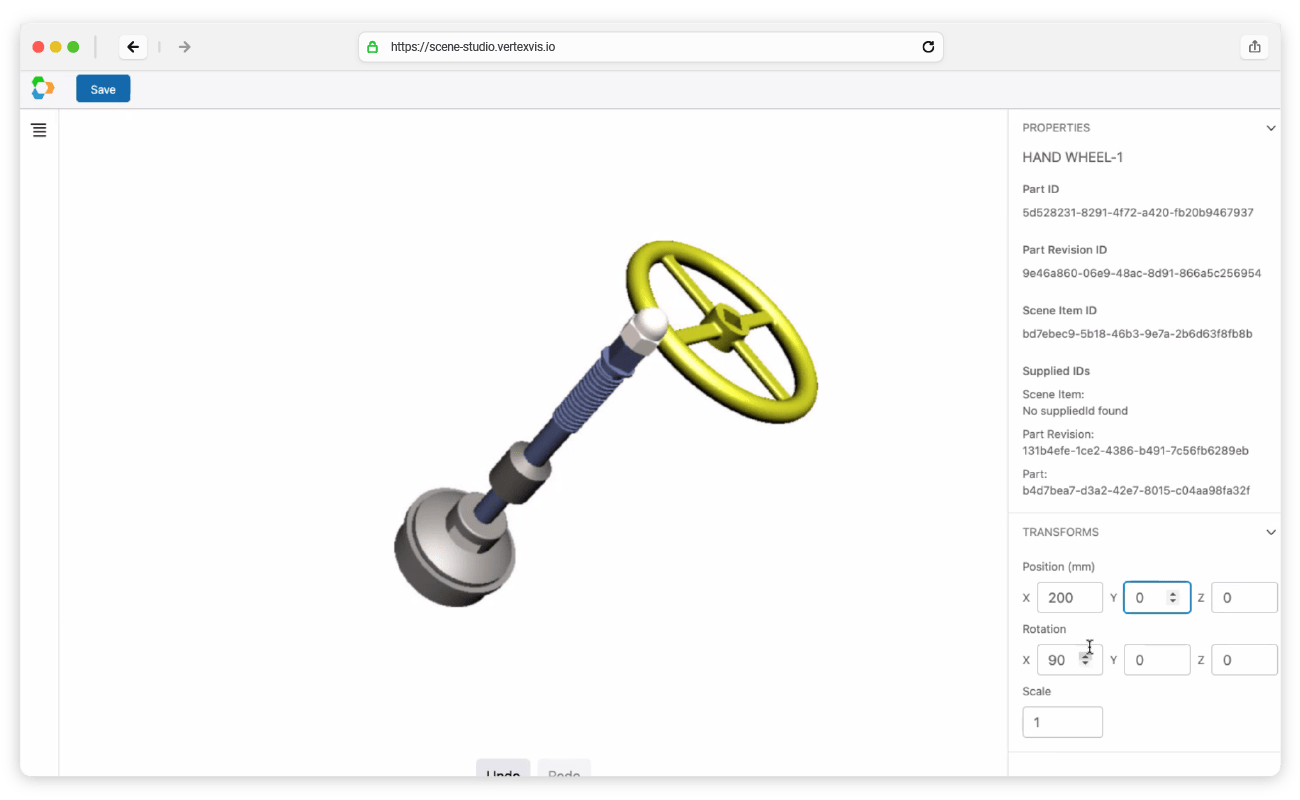 https://scene-studio.vertexvis.io
Save
PROPERTIES
HAND WHEEL-1
Part ID
5d528231-8291-4f72-a420-fb20b9467937
Part Revision ID
9e46a860-06e9-48ac-8d91-866a5c256954
Scene Item ID
bd7ebec9-5b18-46b3-9e7a-2b6d63f8fb8b
Supplied IDs
Scene Item:
No suppliedId found
Part Revision:
131b4efe-1ce2-4386-b491-7c56fb6289eb
Part:
b4d7bea7-d3a2-42e7-8015-c04aa98fa32f
TRANSFORMS
Position (mm)
X 200 Y 0 Z 0
Rotation
X 90 Y 0 Z 0
Scale
1
Undo Redo